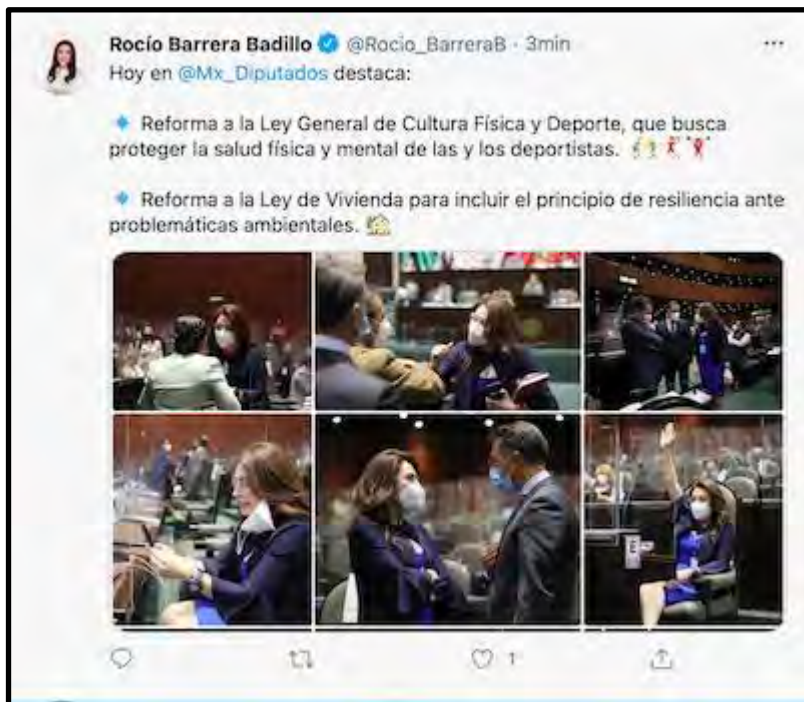 Rocío Barrera Badillo @Rocio_BarreraB · 3min
Hoy en @Mx_Diputados destaca:
Reforma a la Ley General de Cultura Física y Deporte, que busca
proteger la salud física y mental de las y los deportistas.
Reforma a la Ley de Vivienda para incluir el principio de resiliencia ante
problemáticas ambientales.
1